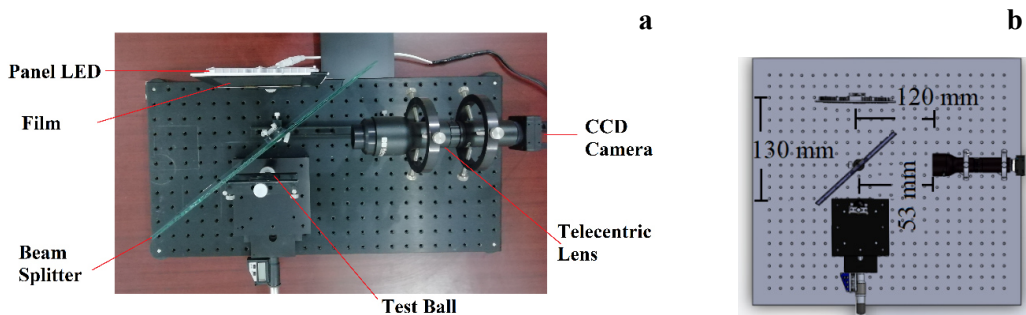 a
Panel LED
Film
CCD
Camera
Beam
Splitter
Telecentric
Lens
Test Ball
b
120 mm
130 mm
53 mm